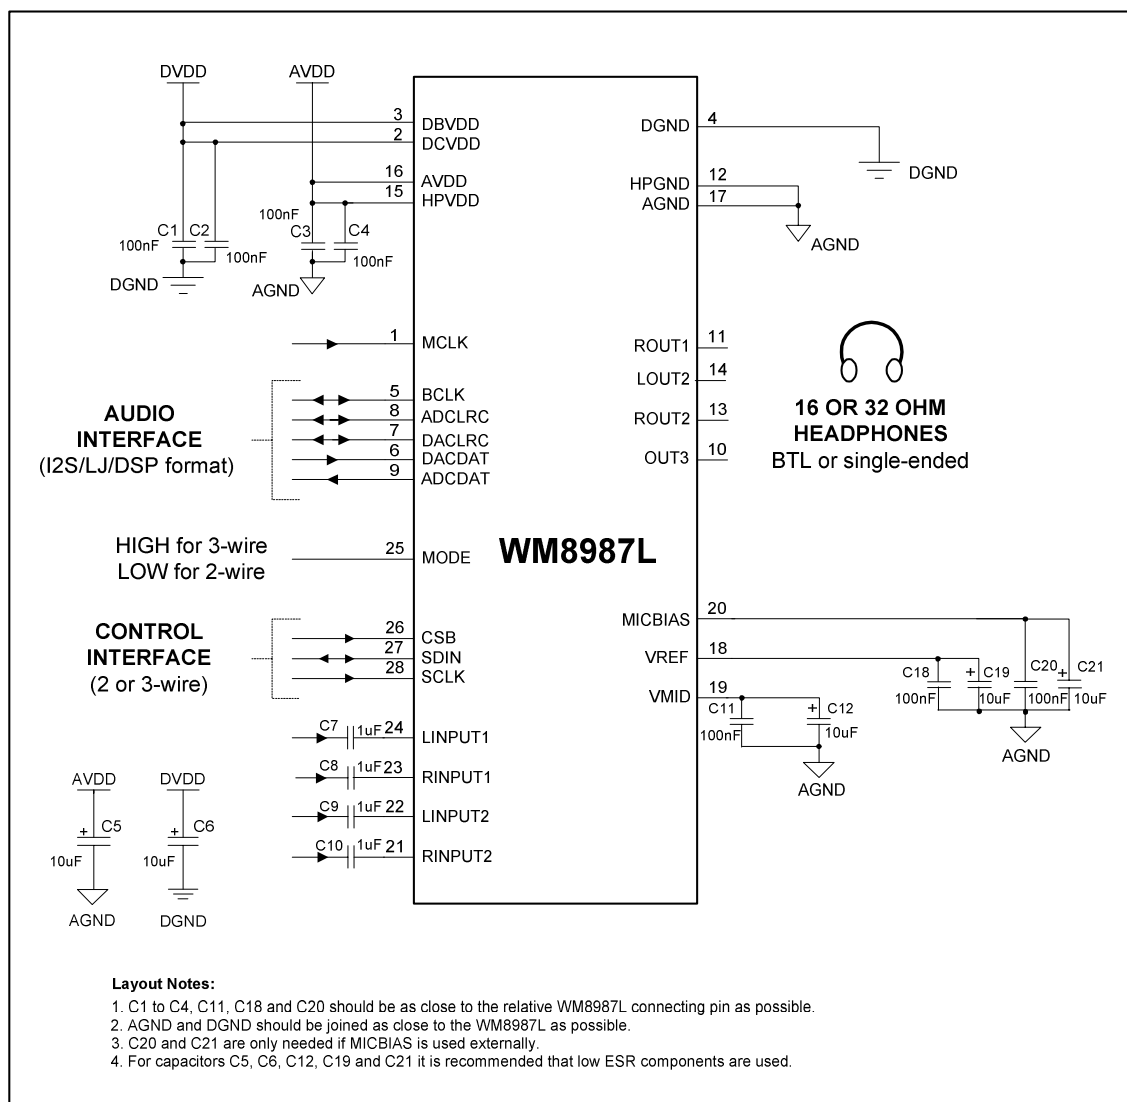 DVDD
AVDD
3
DBVDD
2
DCVDD
16
AVDD
15
HPVDD
100nF
C1
C2
C3
C4
100nF
100nF
100nF
DGND
AGND
DGND
4
DGND
HPGND
12
AGND
17
AGND
1
MCLK
AUDIO
INTERFACE
(I2S/LJ/DSP format)
5
BCLK
8
ADCLRC
7
DACLRC
6
DACDAT
9
ADCDAT
ROUT1
11
LOUT2
14
ROUT2
13
OUT3
10
16 OR 32 OHM
HEADPHONES
BTL or single-ended
HIGH for 3-wire
LOW for 2-wire
25
MODE
WM8987L
CONTROL
INTERFACE
(2 or 3-wire)
26
CSB
27
SDIN
28
SCLK
MICBIAS
20
VREF
18
VMID
19
C18
C19
C20
C21
+
+
100nF
10uF
100nF
10uF
AGND
C11
+
C12
100nF
10uF
AGND
C7
1uF
24
LINPUT1
C8
1uF
23
RINPUT1
C9
1uF
22
LINPUT2
C10
1uF
21
RINPUT2
AVDD
DVDD
+
C5
+
C6
10uF
10uF
AGND
DGND
Layout Notes:
1. C1 to C4, C11, C18 and C20 should be as close to the relative WM8987L connecting pin as possible.
2. AGND and DGND should be joined as close to the WM8987L as possible.
3. C20 and C21 are only needed if MICBIAS is used externally.
4. For capacitors C5, C6, C12, C19 and C21 it is recommended that low ESR components are used.